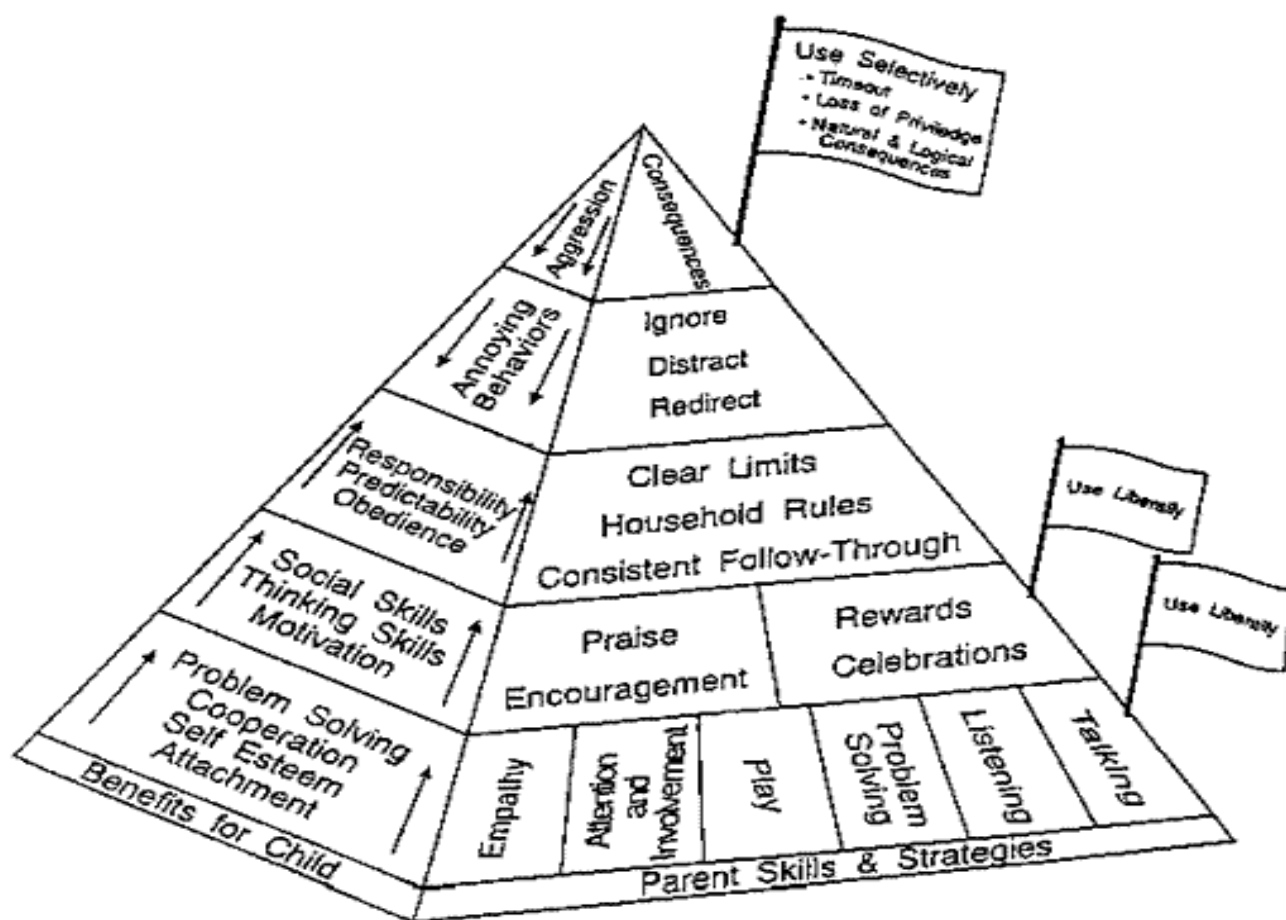 Use Selectively
• Timeout
• Loss of Priviledge
• Natural & Logical
Consequences
Aggression
Consequences
Annoying
Behaviors
Ignore
Distract
Redirect
Responsibility
Predictability
Obedience
Clear Limits
Household Rules
Consistent Follow-Through
Use Liberally
Social Skills
Thinking Skills
Motivation
Praise
Encouragement
Rewards
Celebrations
Use Liberally
Problem Solving
Cooperation
Self Esteem
Attachment
Empathy
Attention
and
Involvement
Play
Problem
Solving
Listening
Talking
Benefits for Child
Parent Skills & Strategies